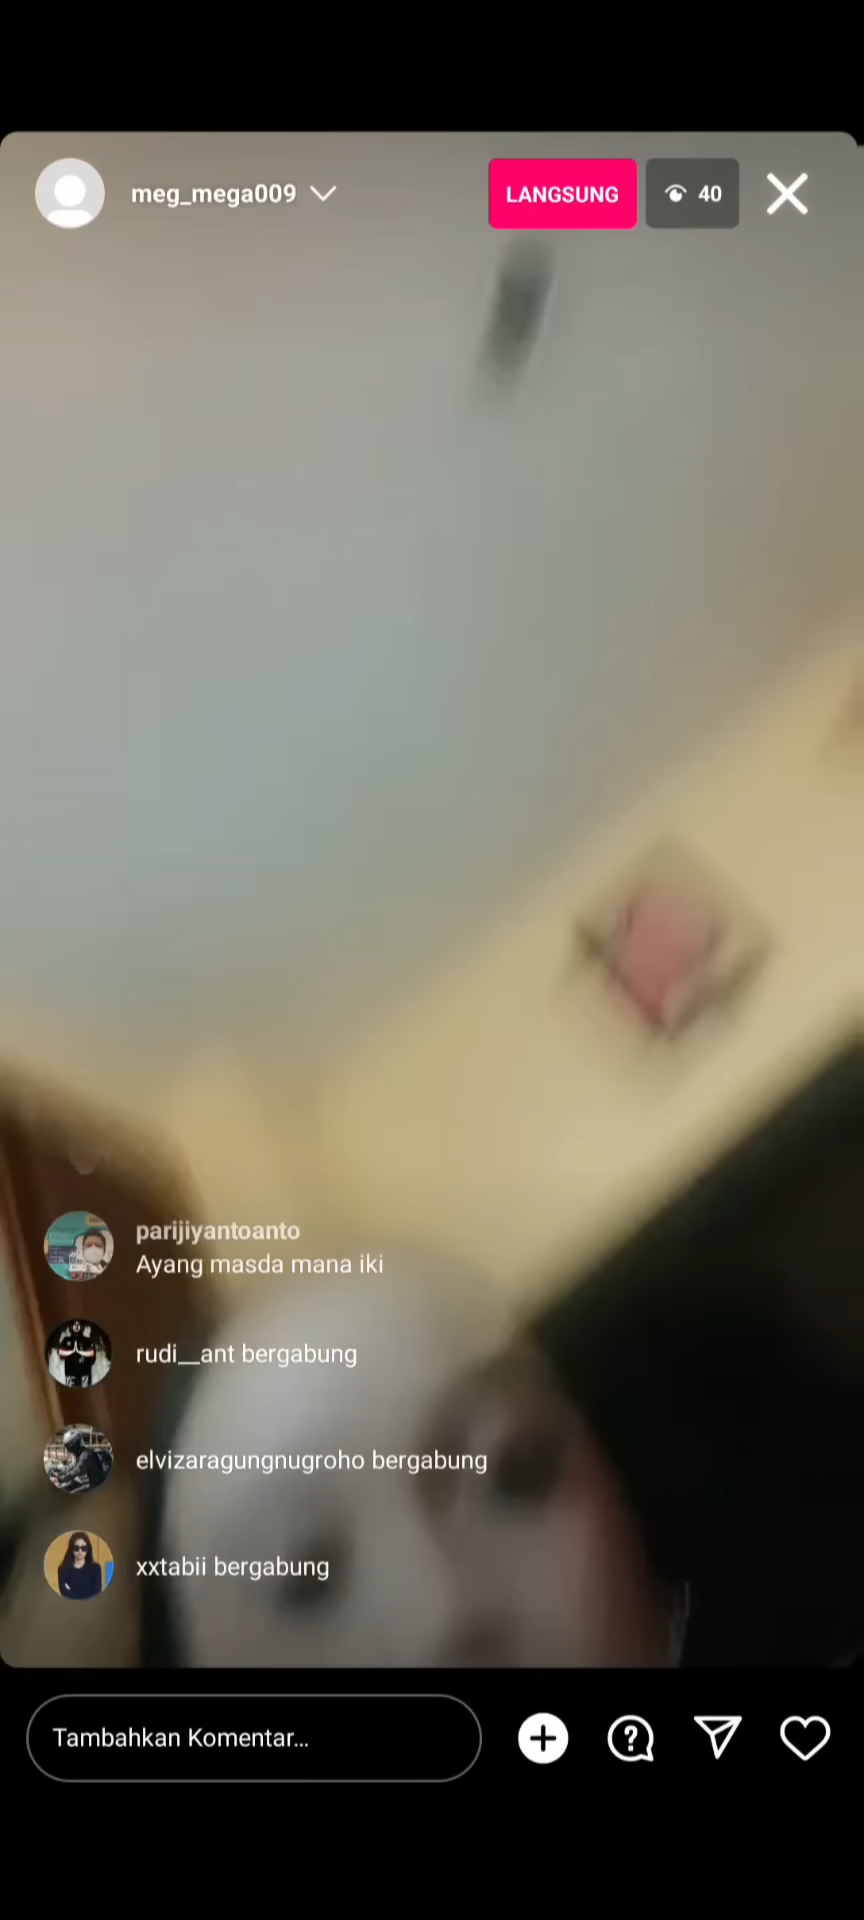 meg_mega009
LANGSUNG
40
parijiyantoanto
Ayang masda mana iki
rudi__ant bergabung
elvizaragungnugroho bergabung
xxtabii bergabung
Tambahkan Komentar...